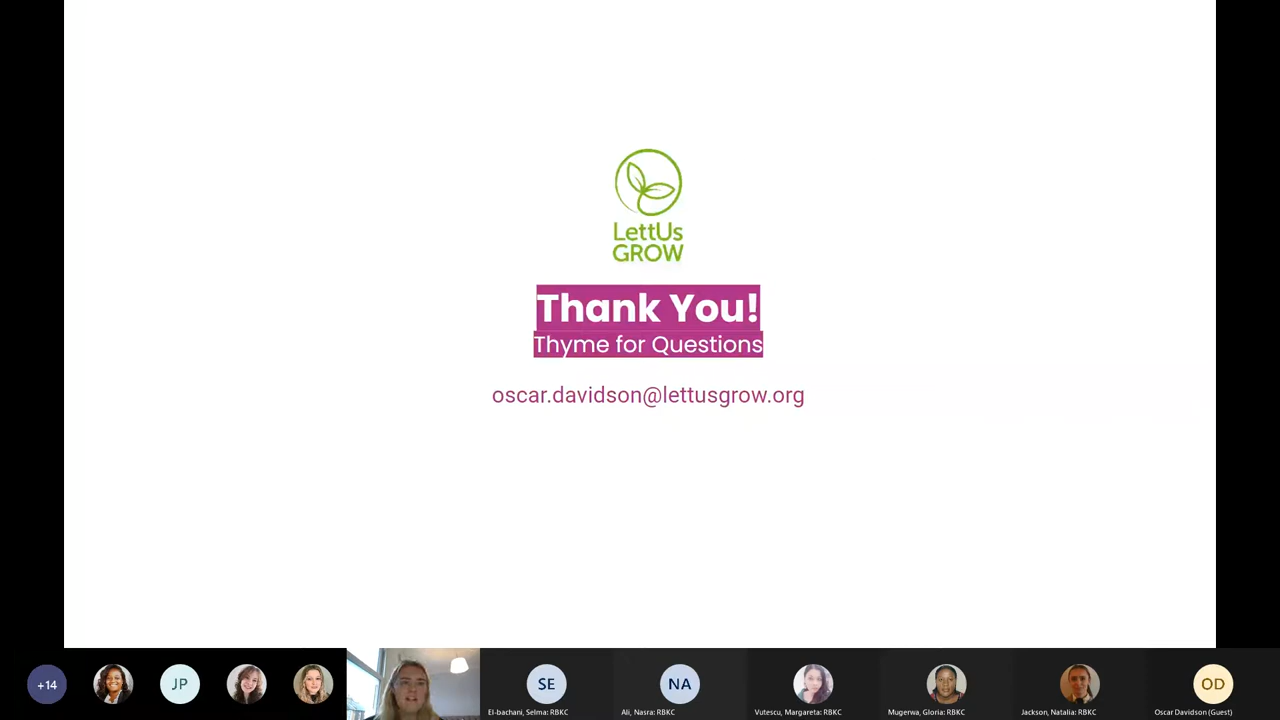 LettUs
GROW
Thank You!
Thyme for Questions
oscar.davidson@lettusgrow.org
+14
JP
SE
NA
OD
El-bachani, Selma: RBKC
Ali, Nasra: RBKC
Vutescu, Margareta: RBKC
Mugerwa, Gloria: RBKC
Jackson, Natalia: RBKC
Oscar Davidson (Guest)